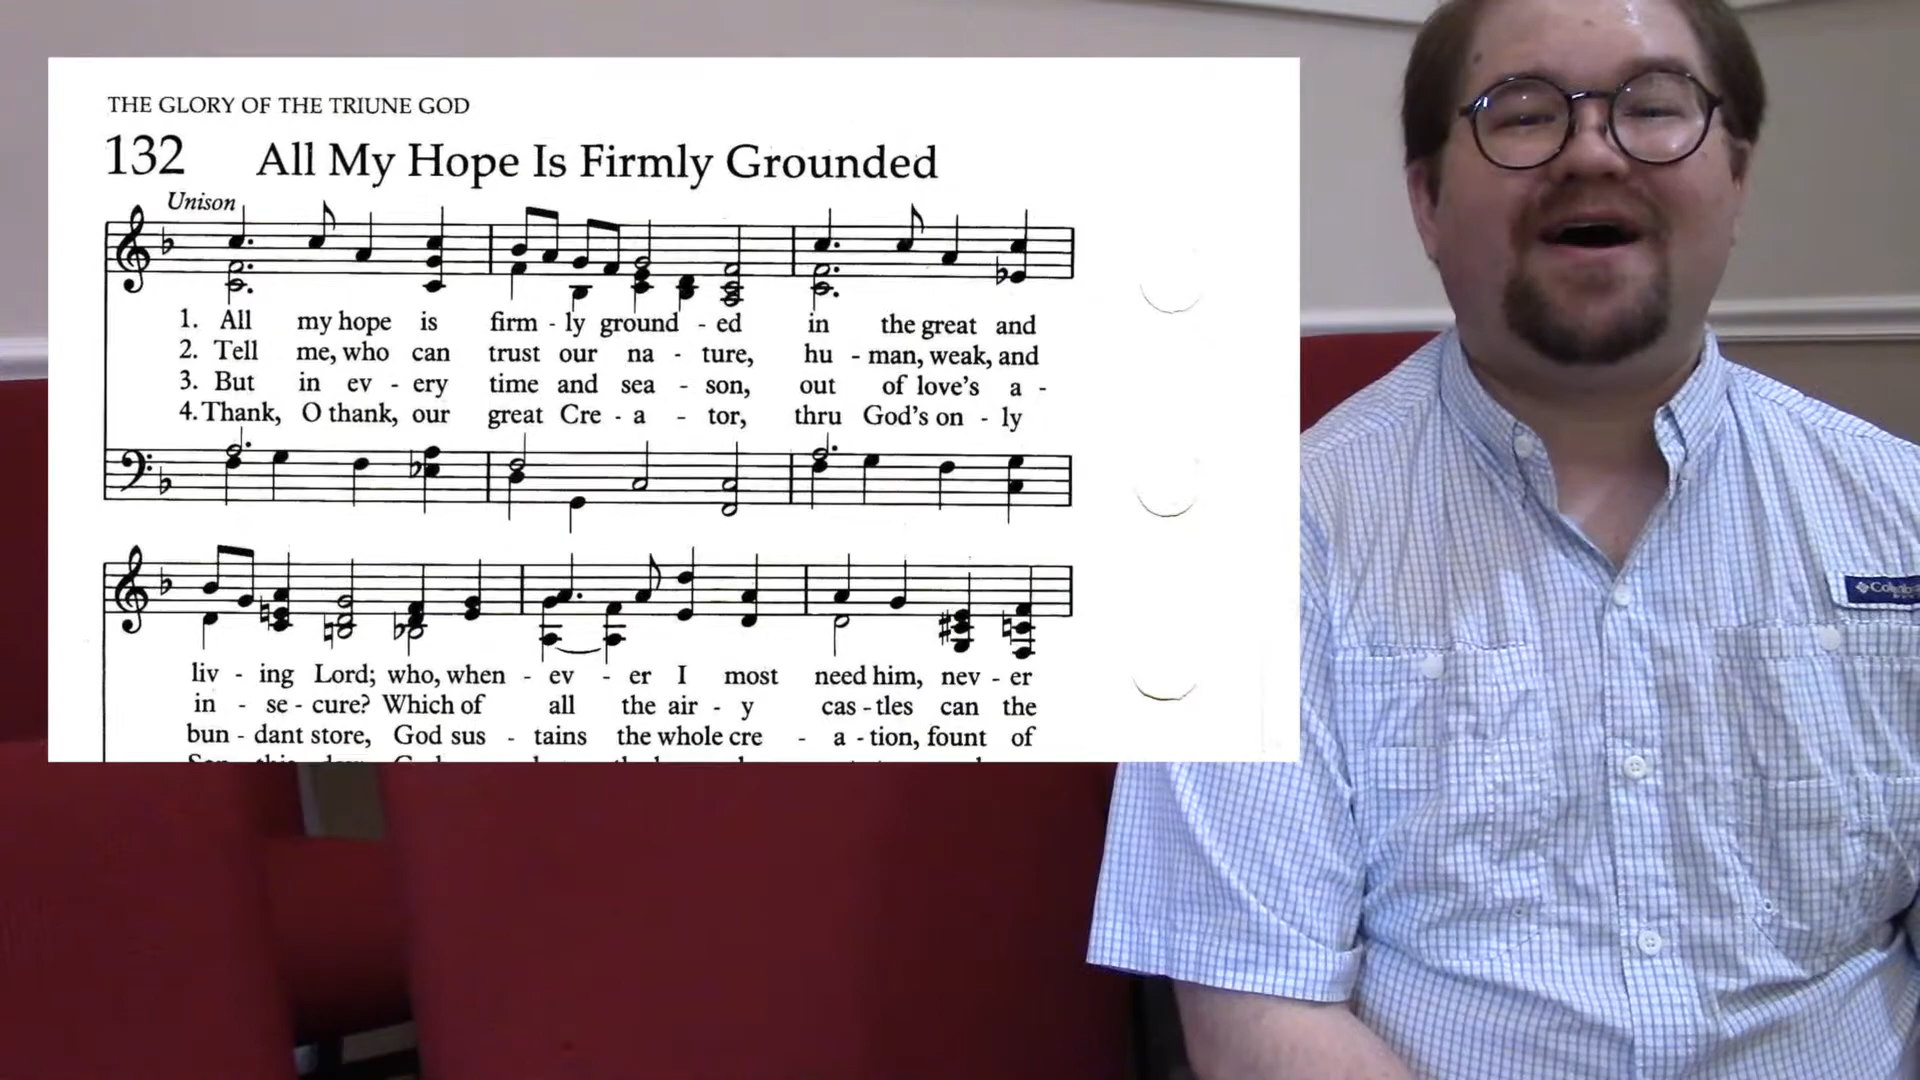 THE GLORY OF THE TRIUNE GOD
132 All My Hope Is Firmly Grounded
Unison
1. All my hope is firm - ly ground - ed in the great and
2. Tell me, who can trust our na - ture, hu - man, weak, and
3. But in ev - ery time and sea - son, out of love's a -
4. Thank, O thank, our great Cre - a - tor, thru God's on - ly
liv - ing Lord; who, when - ev - er I most need him, nev - er
in - se - cure? Which of all the air - y cas - tles can the
bun - dant store, God sus - tains the whole cre - a - tion, fount of
Columbia